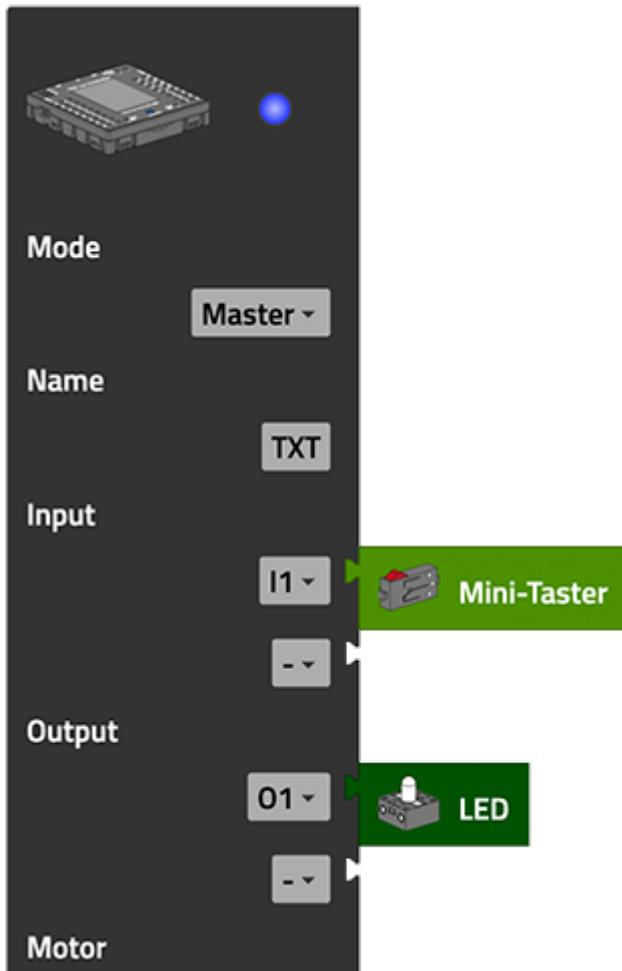 Mode
Master
Name
TXT
Input
I1
Mini-Taster
-
Output
O1
LED
-
Motor